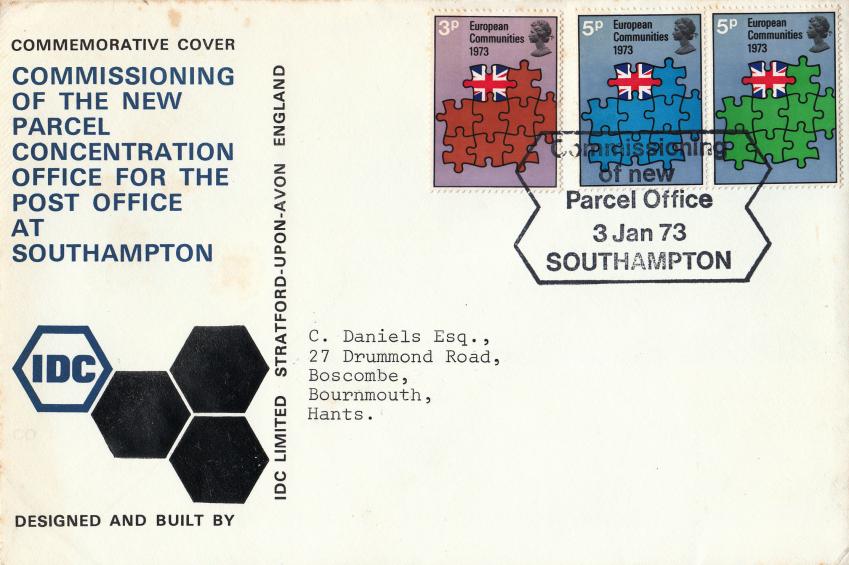 COMMEMORATIVE COVER
COMMISSIONING
OF THE NEW
PARCEL
CONCENTRATION
OFFICE FOR THE
POST OFFICE
AT
SOUTHAMPTON
IDC
DESIGNED AND BUILT BY
IDC LIMITED STRATFORD-UPON-AVON ENGLAND
3P
European
Communities
1973
5P
European
Communities
1973
5P
European
Communities
1973
Commissioning
of new
Parcel Office
3 Jan 73
SOUTHAMPTON
C. Daniels Esq.,
27 Drummond Road,
Boscombe,
Bournmouth,
Hants.